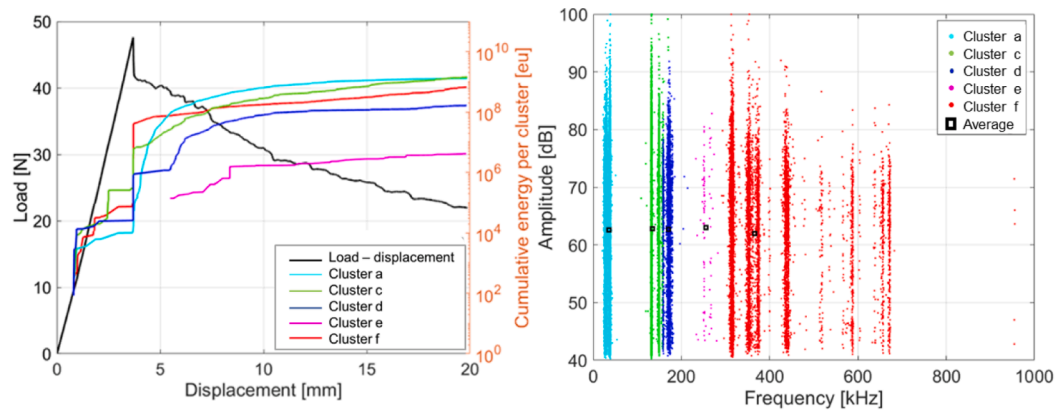 50
40
30
20
10
0
Load [N]
0
5
10
15
20
Displacement [mm]
10^10
10^8
10^6
10^4
10^2
10^0
Cumulative energy per cluster [eu]
Load – displacement
Cluster a
Cluster c
Cluster d
Cluster e
Cluster f
100
90
80
70
60
50
40
Amplitude [dB]
0
200
400
600
800
1000
Frequency [kHz]
Cluster a
Cluster c
Cluster d
Cluster e
Cluster f
Average